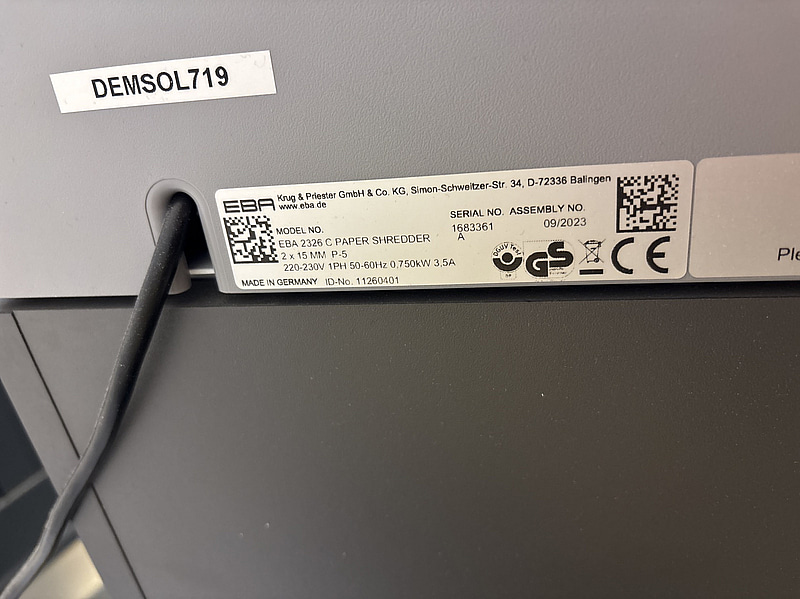 DEMSOL719
EBA Krug & Priester GmbH & Co. KG, Simon-Schweitzer-Str. 34, D-72336 Balingen
www.eba.de
MODEL NO. SERIAL NO. ASSEMBLY NO.
EBA 2326 C PAPER SHREDDER 1683361 09/2023
2 x 15 MM P-5 A
220-230V 1PH 50-60Hz 0,750kW 3,5A
DGUV Test
GS
CE
MADE IN GERMANY ID-No. 11260401